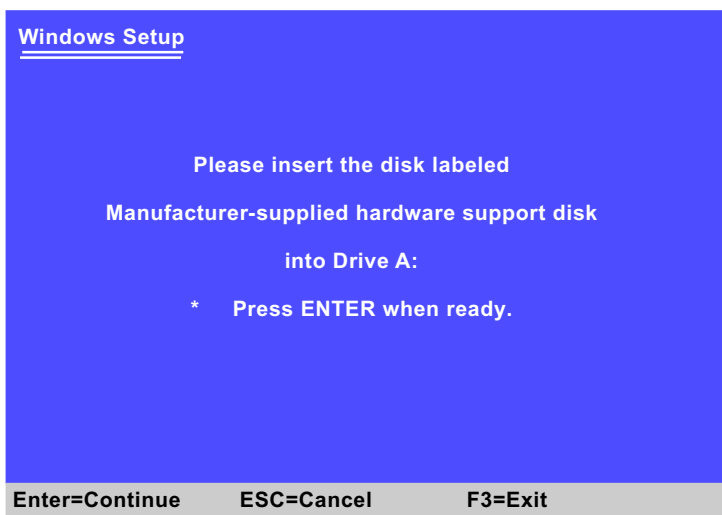 Windows Setup
Please insert the disk labeled
Manufacturer-supplied hardware support disk
into Drive A:
* Press ENTER when ready.
Enter=Continue ESC=Cancel F3=Exit